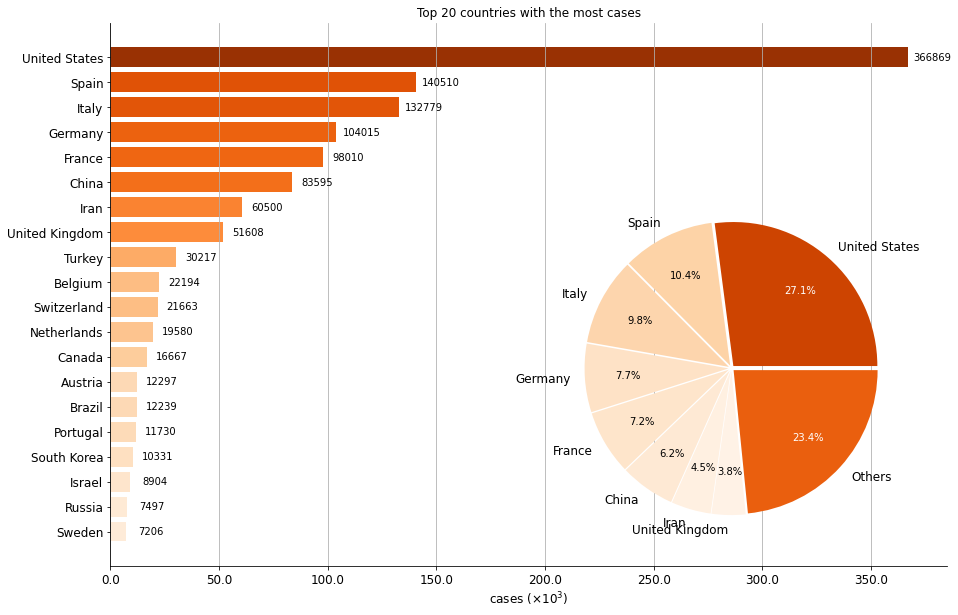 Top 20 countries with the most cases
United States 366869
Spain 140510
Italy 132779
Germany 104015
France 98010
China 83595
Iran 60500
United Kingdom 51608
Turkey 30217
Belgium 22194
Switzerland 21663
Netherlands 19580
Canada 16667
Austria 12297
Brazil 12239
Portugal 11730
South Korea 10331
Israel 8904
Russia 7497
Sweden 7206
0.0 50.0 100.0 150.0 200.0 250.0 300.0 350.0
cases (×10³)
United States
27.1%
Spain
10.4%
Italy
9.8%
Germany
7.7%
France
7.2%
China
6.2%
Iran
4.5%
United Kingdom
3.8%
Others
23.4%